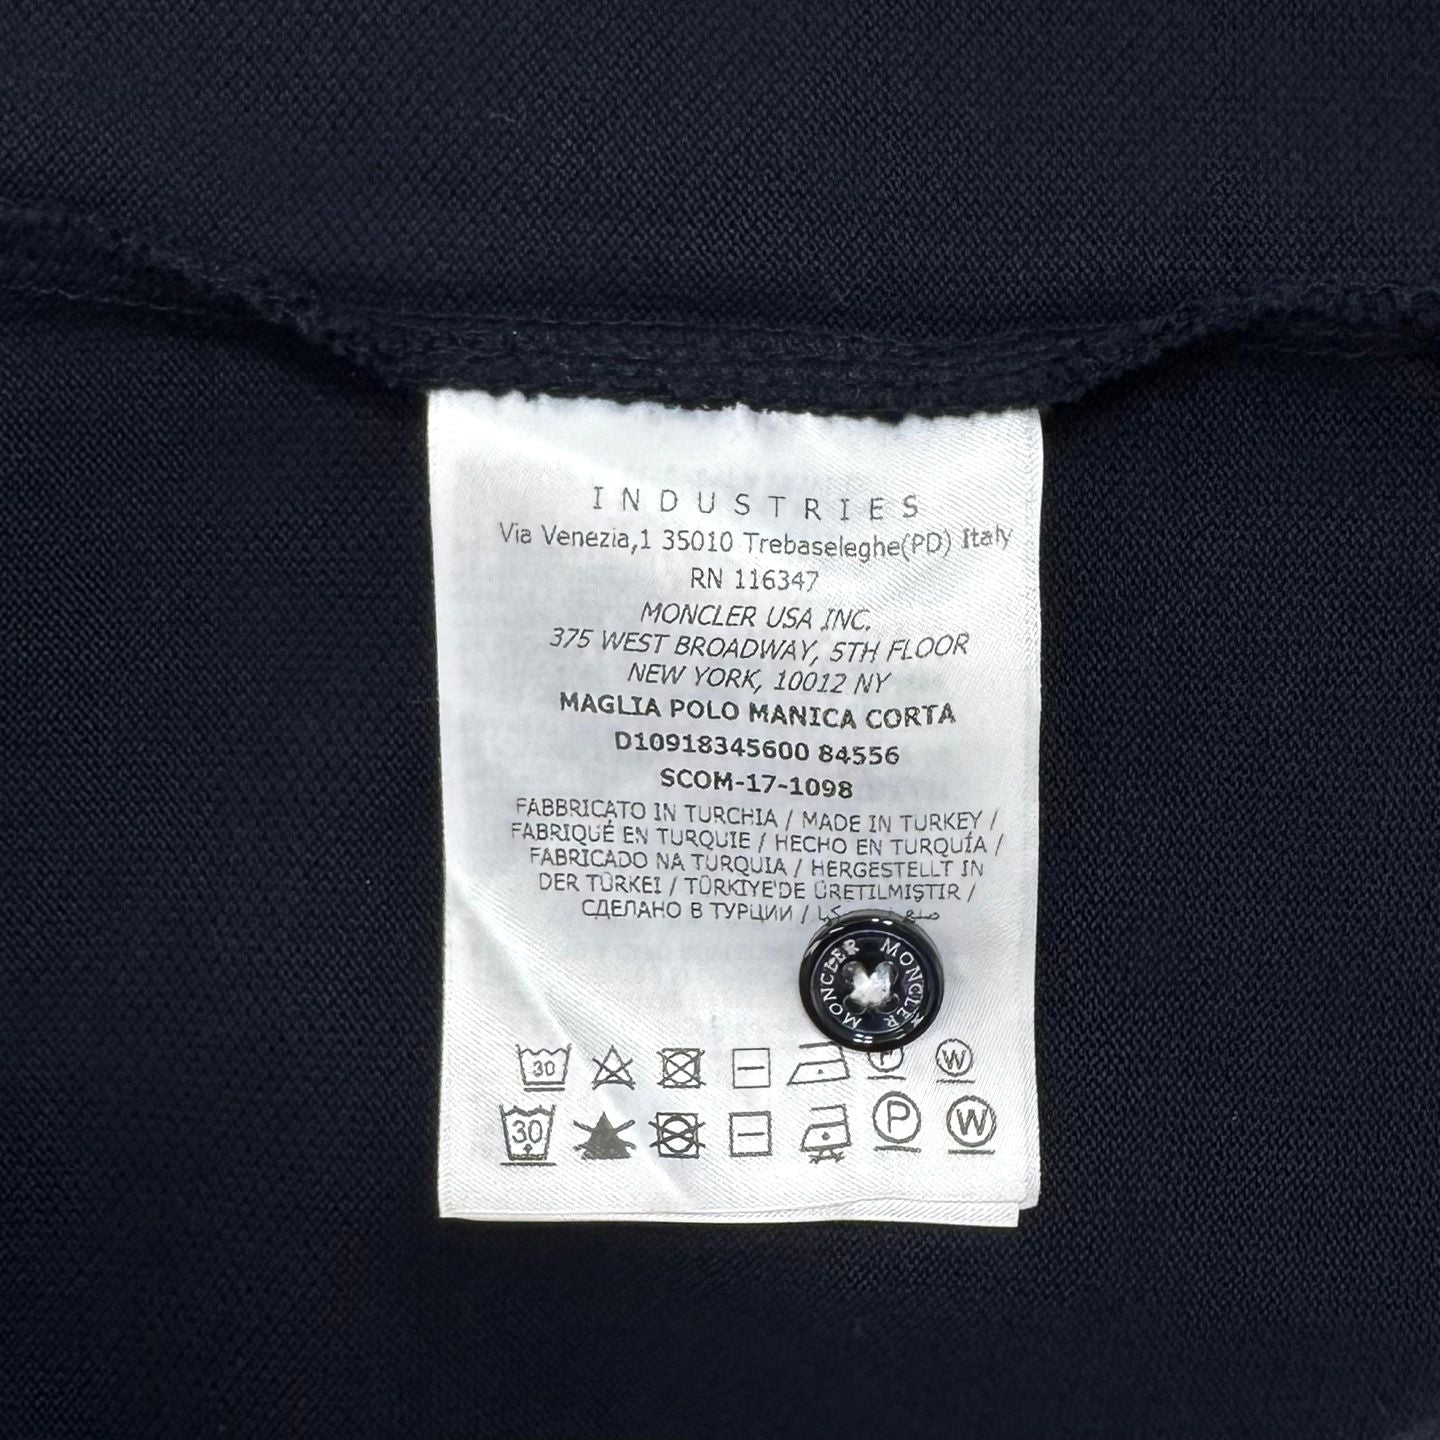 INDUSTRIES
Via Venezia,1 35010 Trebaseleghe(PD) Italy
RN 116347
MONCLER USA INC.
375 WEST BROADWAY, 5TH FLOOR
NEW YORK, 10012 NY
MAGLIA POLO MANICA CORTA
D10918345600 84556
SCOM-17-1098
FABBRICATO IN TURCHIA / MADE IN TURKEY /
FABRIQUÉ EN TURQUIE / HECHO EN TURQUÍA /
FABRICADO NA TURQUIA / HERGESTELLT IN
DER TÜRKEI / TÜRKIYE'DE ÜRETILMIŞTIR /
СДЕЛАНО В ТУРЦИИ /
MONCLER MONCLER
30 W
30 P W